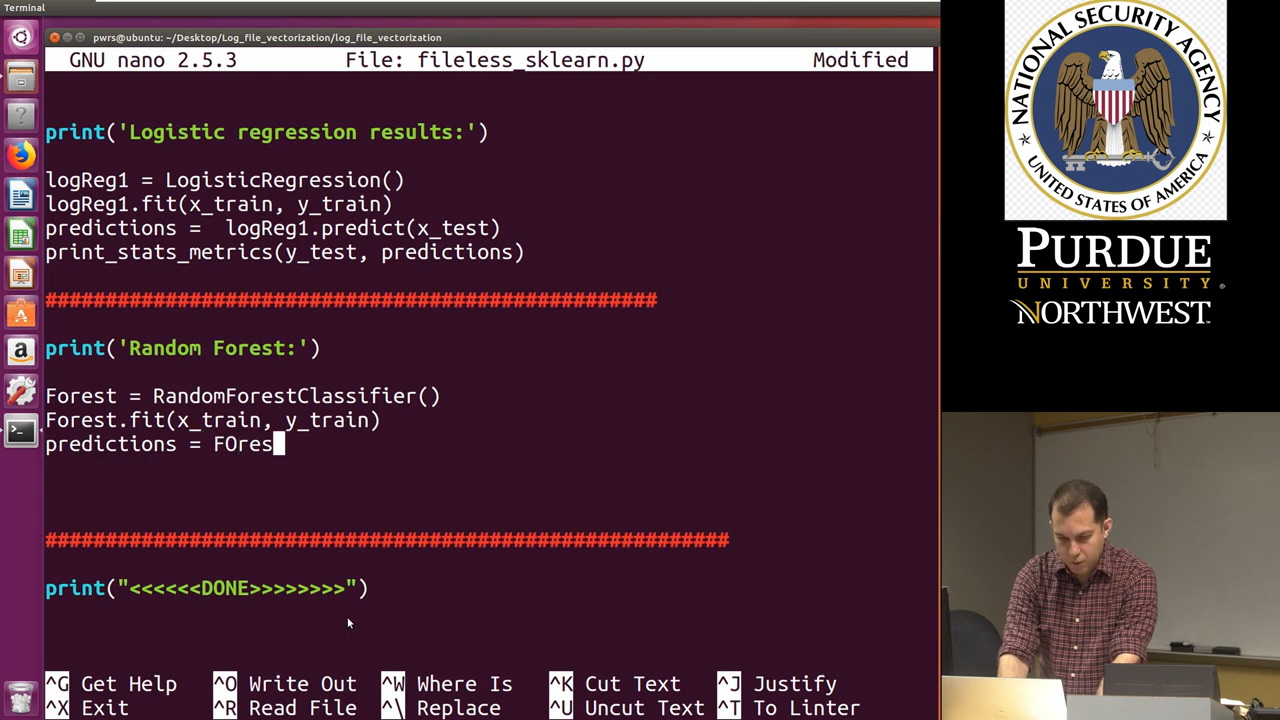 Terminal
pwrs@ubuntu: ~/Desktop/Log_file_vectorization/log_file_vectorization
GNU nano 2.5.3 File: fileless_sklearn.py Modified
print('Logistic regression results:')
logReg1 = LogisticRegression()
logReg1.fit(x_train, y_train)
predictions =  logReg1.predict(x_test)
print_stats_metrics(y_test, predictions)
###################################################
print('Random Forest:')
Forest = RandomForestClassifier()
Forest.fit(x_train, y_train)
predictions = FOres
#########################################################
print("<<<<<<DONE>>>>>>>>")
^G Get Help ^O Write Out ^W Where Is ^K Cut Text ^J Justify
^X Exit ^R Read File ^\ Replace ^U Uncut Text ^T To Linter
NATIONAL SECURITY AGENCY
UNITED STATES OF AMERICA
PURDUE
UNIVERSITY®
NORTHWEST™